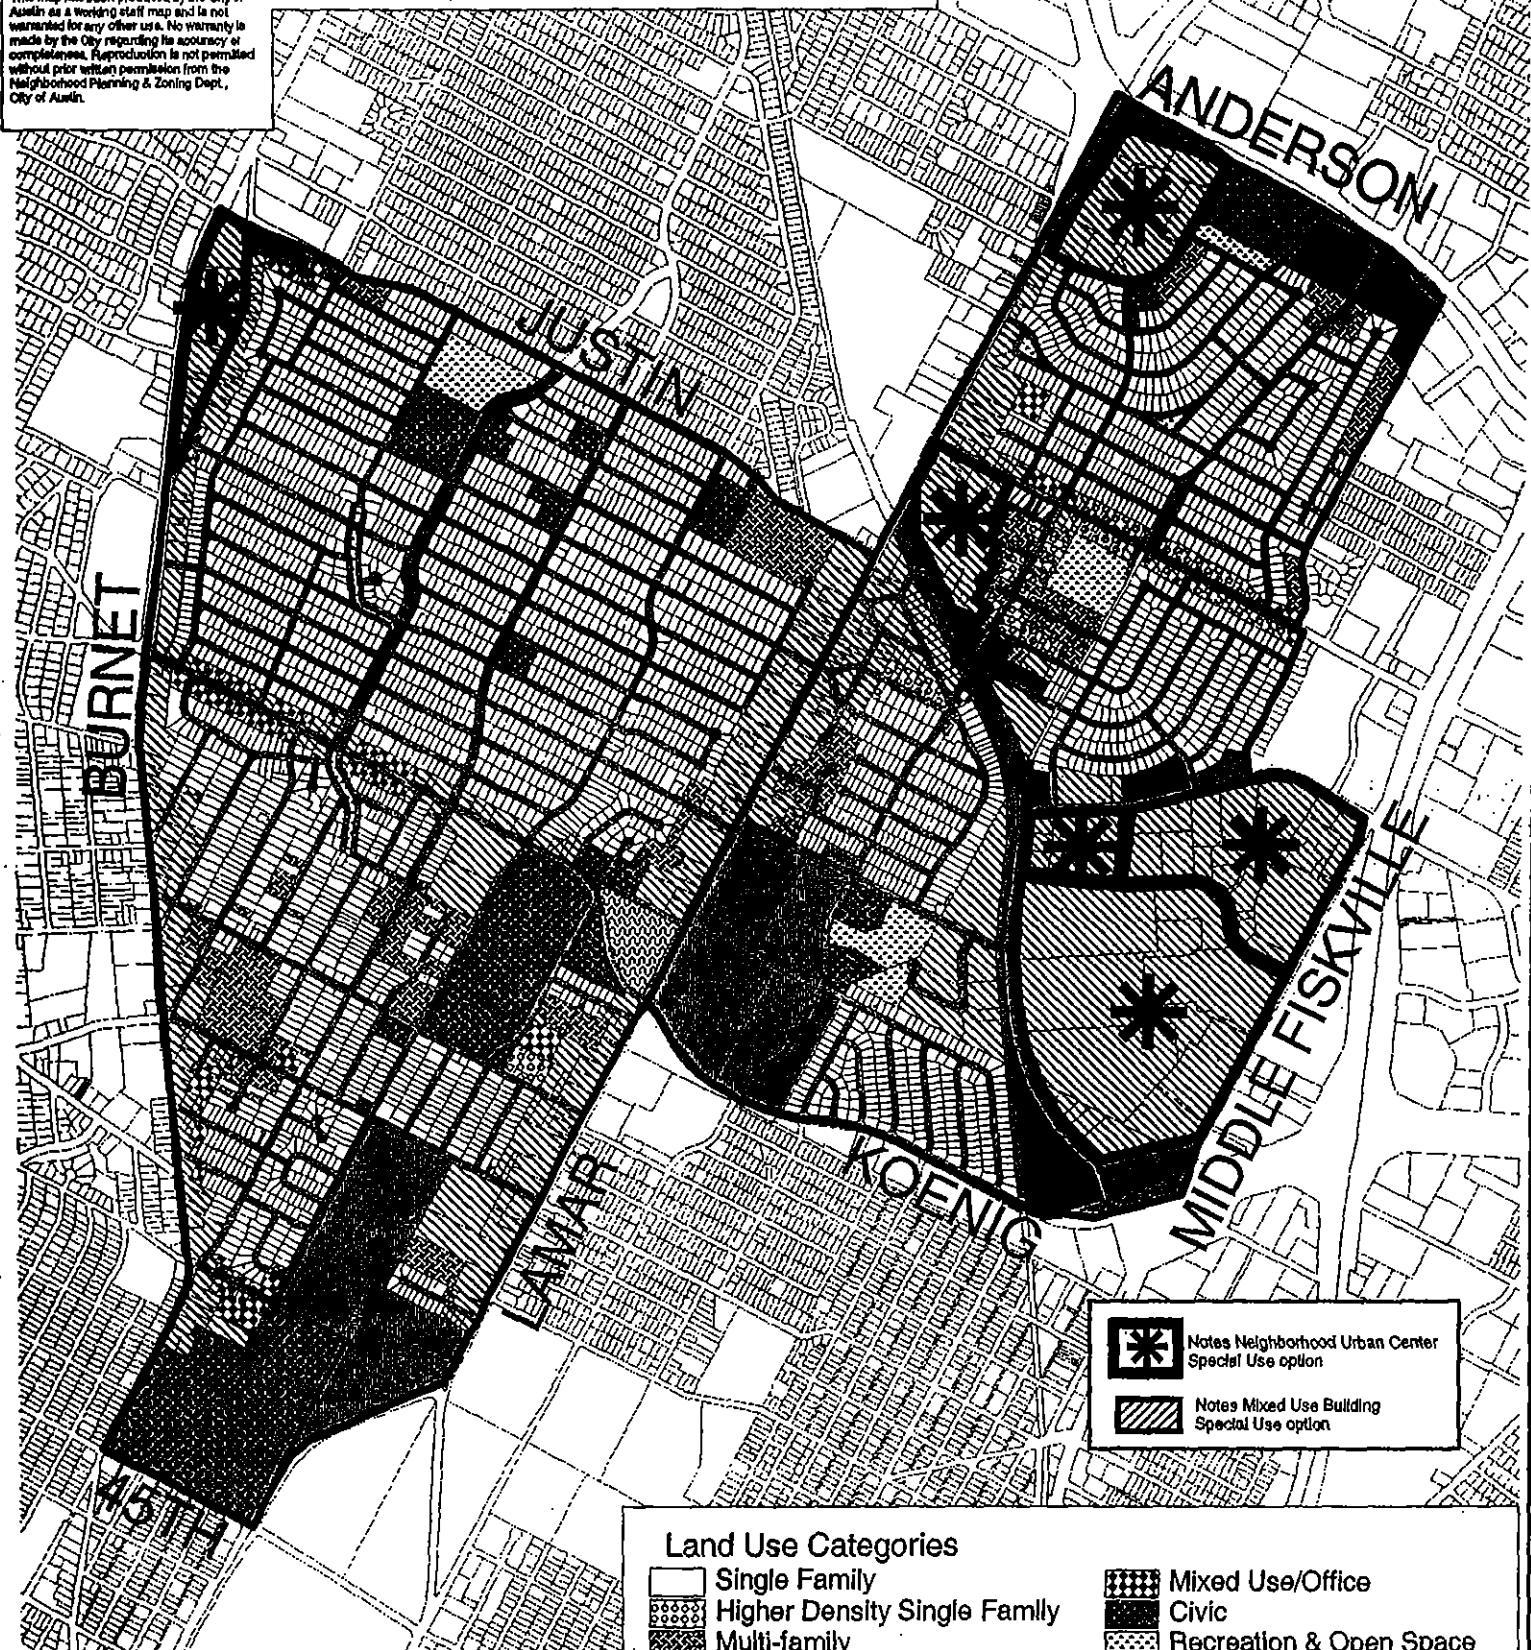 Austin as a working staff map and is not
warranted for any other use. No warranty is
made by the City regarding its accuracy or
completeness. Reproduction is not permitted
without prior written permission from the
Neighborhood Planning & Zoning Dept.,
City of Austin.
ANDERSON
JUSTIN
BURNET
MIDDLE FISKVILLE
KOENIG
LAMAR
45TH
Notes Neighborhood Urban Center
Special Use option
Notes Mixed Use Building
Special Use option
Land Use Categories
Single Family
Higher Density Single Family
Multi-family
Mixed Use/Office
Civic
Recreation & Open Space